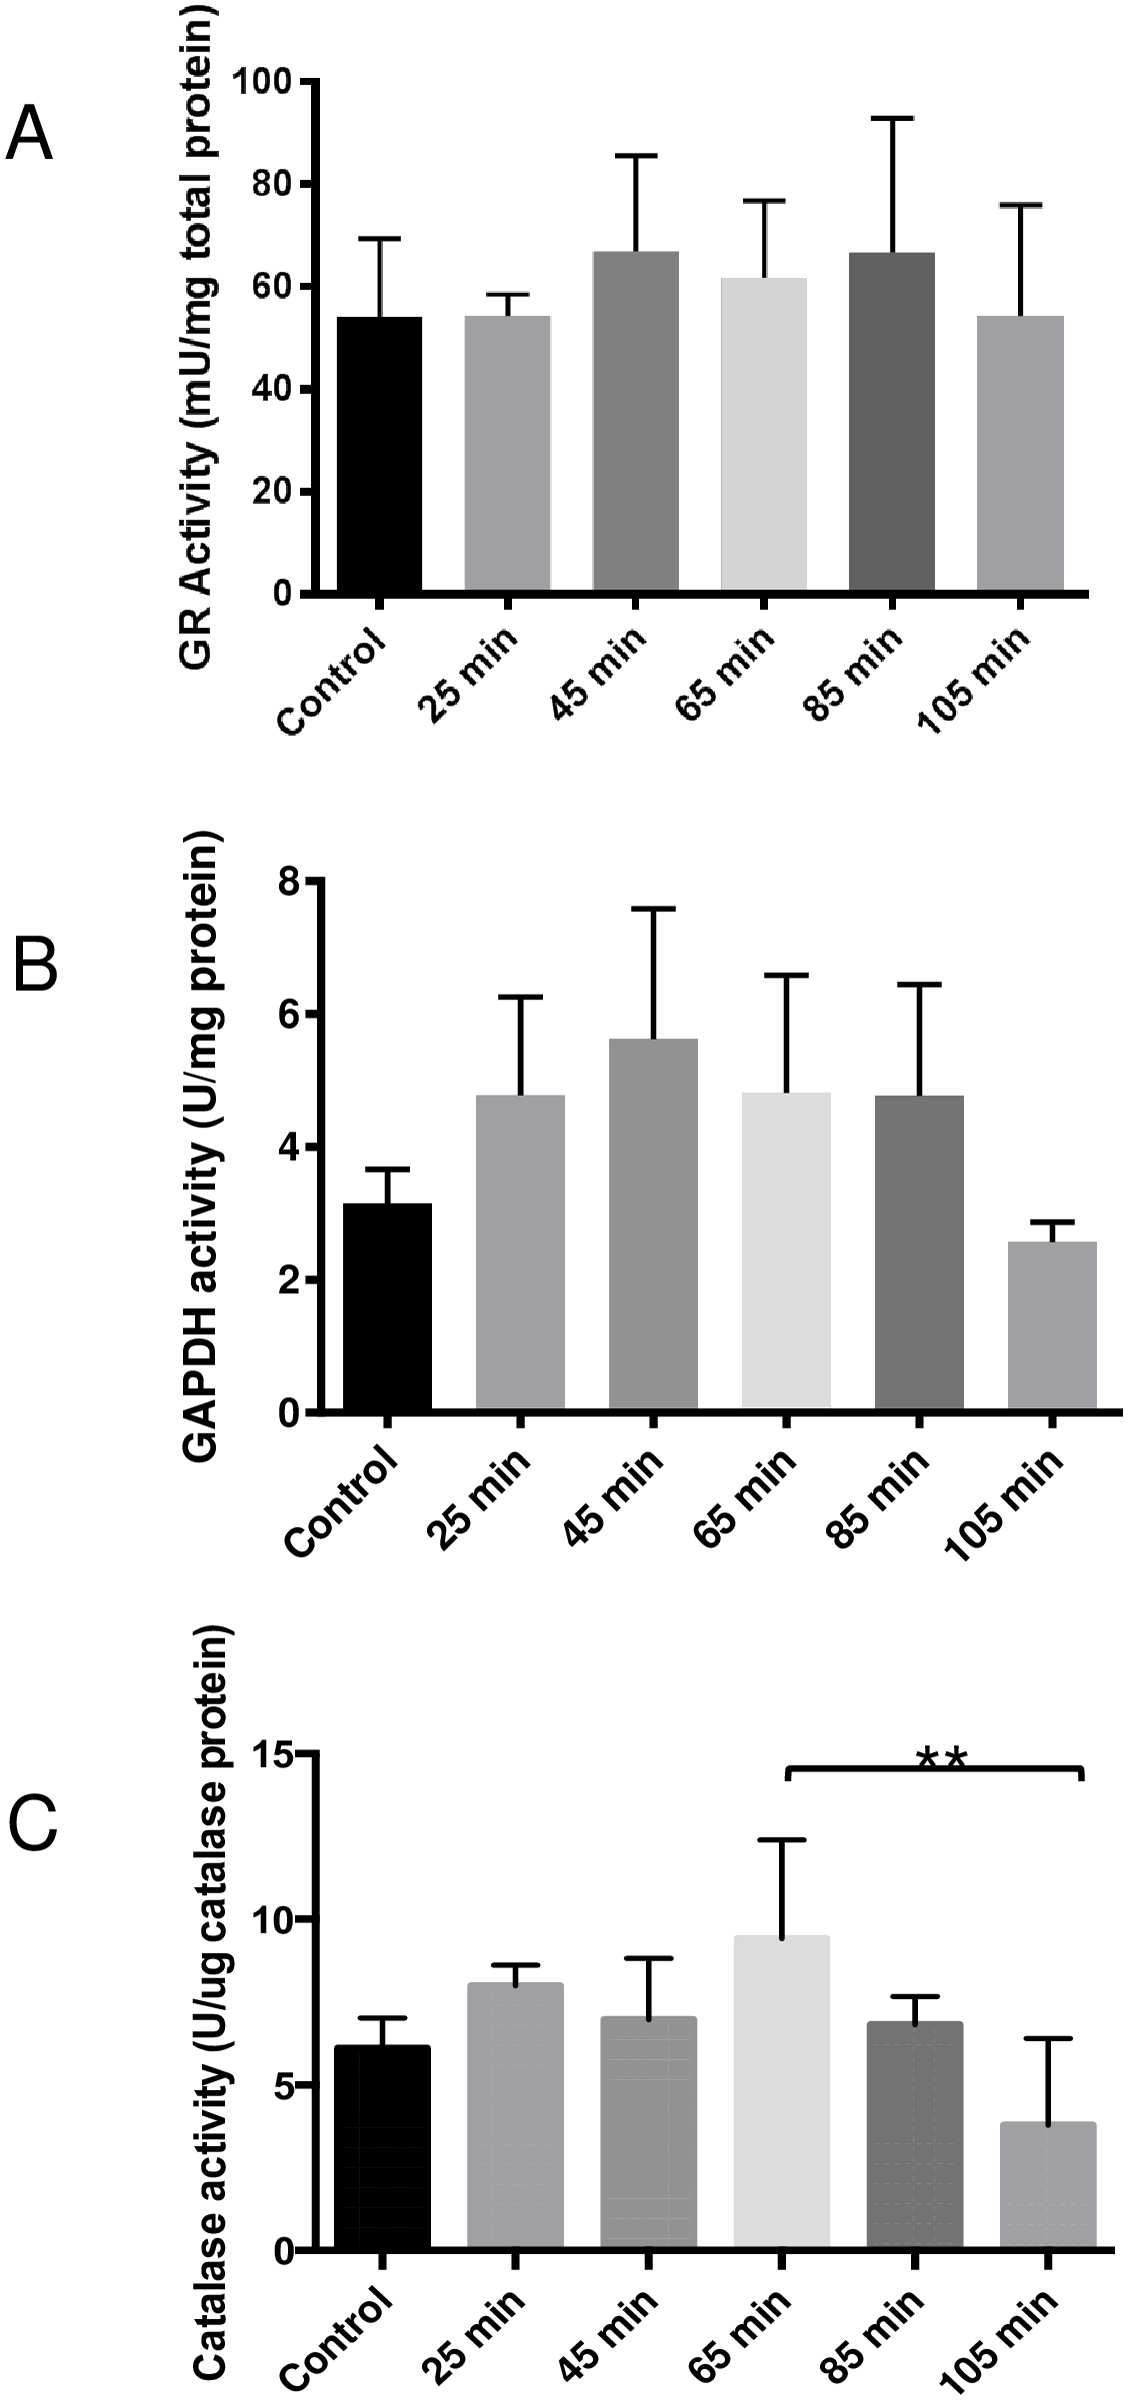 A
GR Activity (mU/mg total protein)
100
80
60
40
20
0
Control
25 min
45 min
65 min
85 min
105 min
B
GAPDH activity (U/mg protein)
8
6
4
2
0
Control
25 min
45 min
65 min
85 min
105 min
C
Catalase activity (U/ug catalase protein)
15
10
5
0
**
Control
25 min
45 min
65 min
85 min
105 min